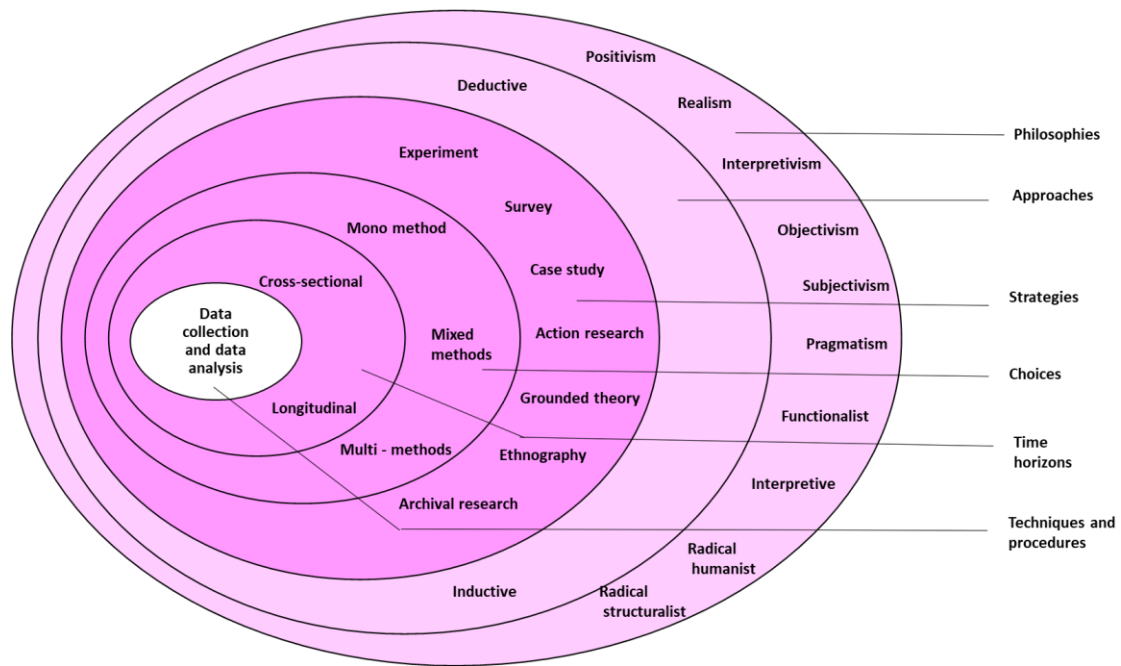 Positivism
Deductive
Realism
Philosophies
Experiment
Interpretivism
Approaches
Survey
Mono method
Objectivism
Case study
Cross-sectional
Subjectivism
Strategies
Data
collection
and data
analysis
Mixed
methods
Action research
Pragmatism
Choices
Longitudinal
Grounded theory
Functionalist
Time
horizons
Multi - methods
Ethnography
Interpretive
Archival research
Techniques and
procedures
Radical
humanist
Inductive
Radical
structuralist